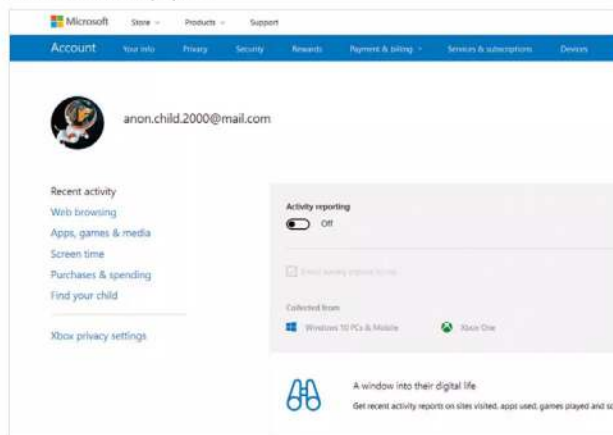 Microsoft Store Products Support
Account Your info Privacy Security Rewards Payment & billing Services & subscriptions Devices
anon.child.2000@mail.com
Recent activity
Web browsing
Apps, games & media
Screen time
Purchases & spending
Find your child
Xbox privacy settings
Activity reporting
Off
Collected from
Windows 10 PCs & Mobile Xbox One
A window into their digital life
Get recent activity reports on sites visited, apps used, games played and